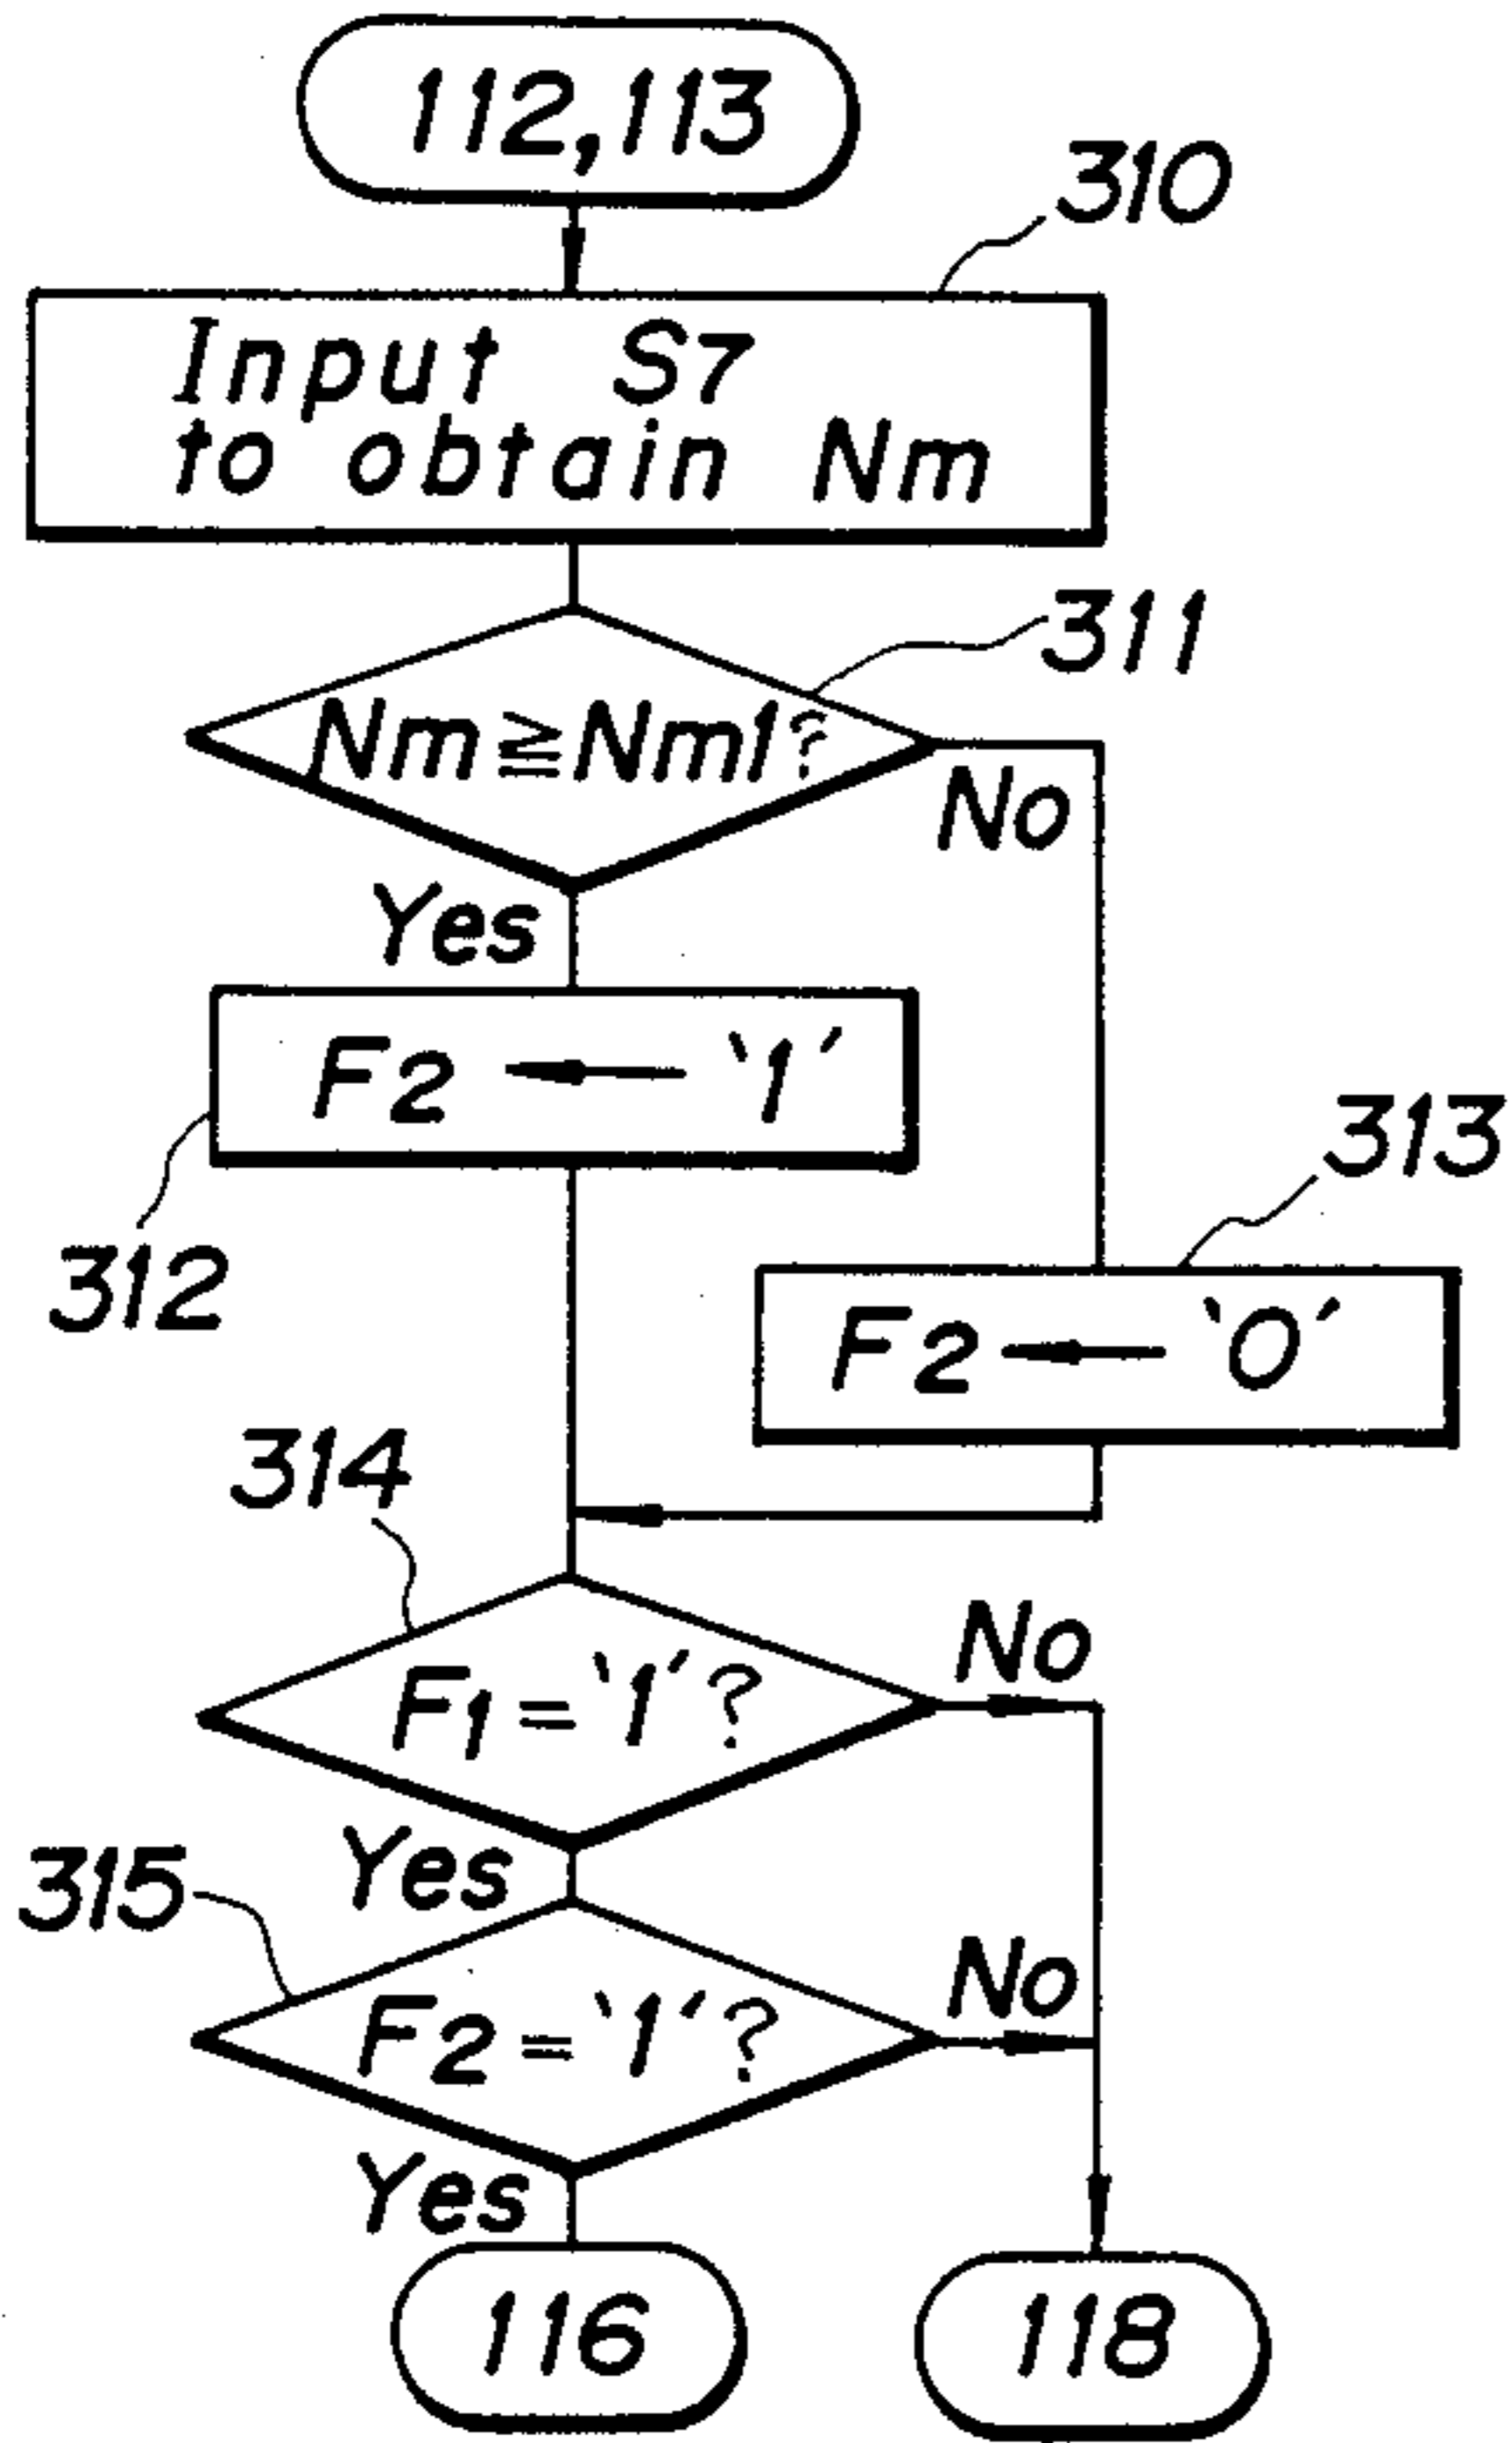 112,113
310
Input S7
to obtain Nm
311
Nm≧Nm1?
No
Yes
F2 ← '1'
312
313
F2 ← '0'
314
F1='1'?
No
Yes
315
F2='1'?
No
Yes
116
118